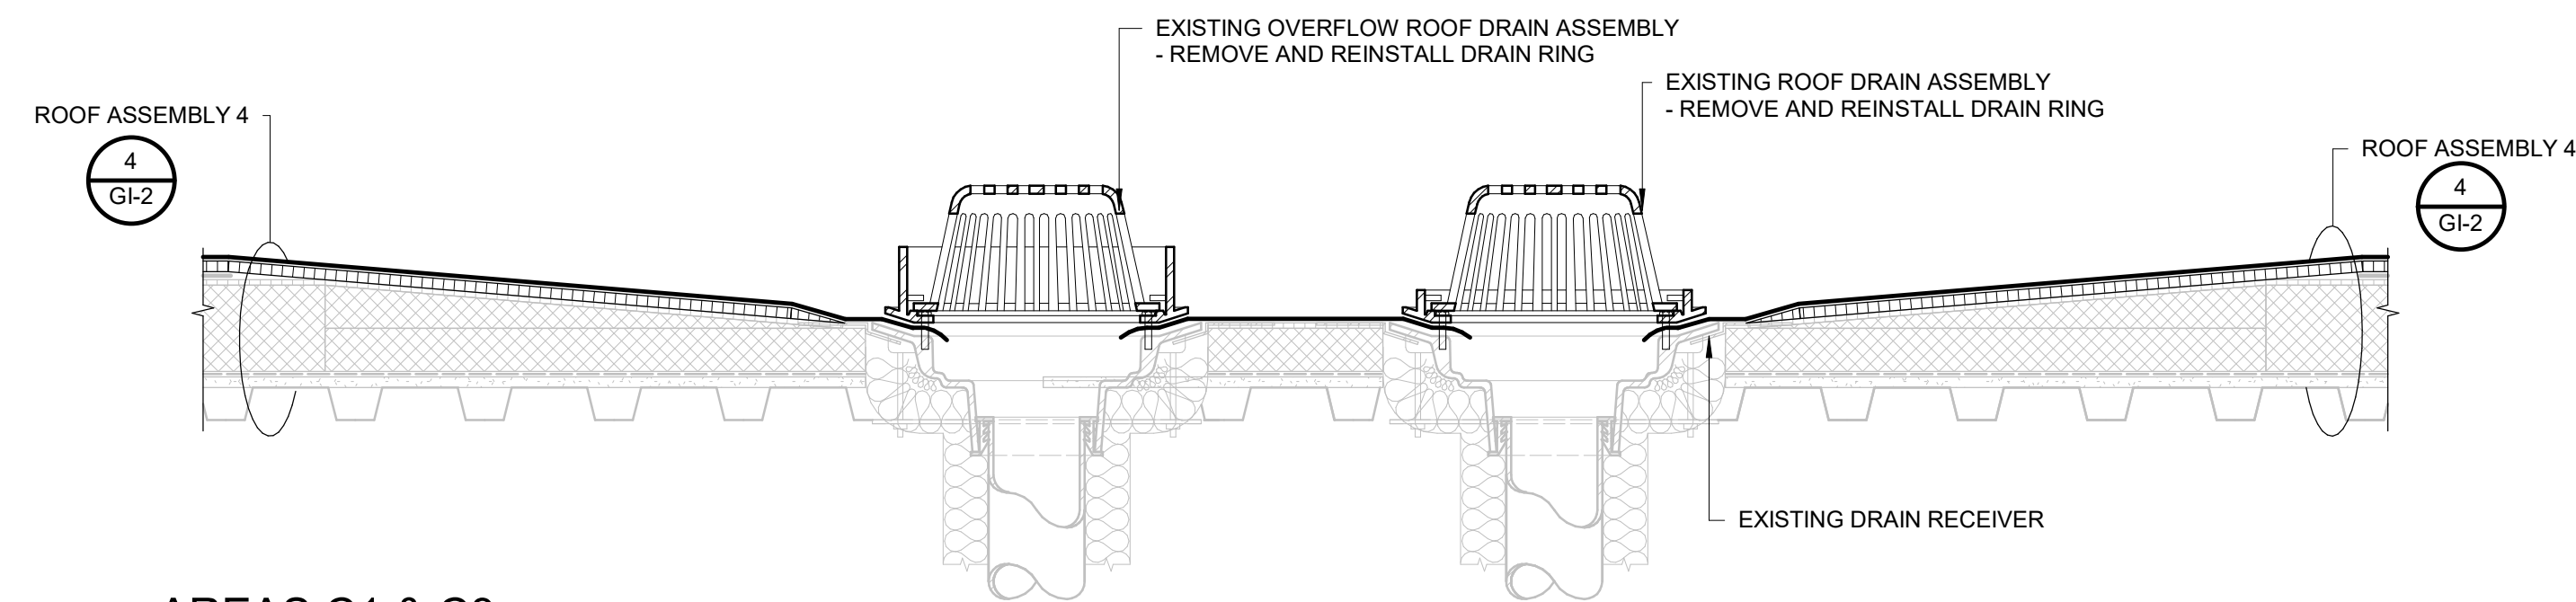 EXISTING OVERFLOW ROOF DRAIN ASSEMBLY
- REMOVE AND REINSTALL DRAIN RING
EXISTING ROOF DRAIN ASSEMBLY
- REMOVE AND REINSTALL DRAIN RING
ROOF ASSEMBLY 4
4
GI-2
ROOF ASSEMBLY 4
4
GI-2
EXISTING DRAIN RECEIVER